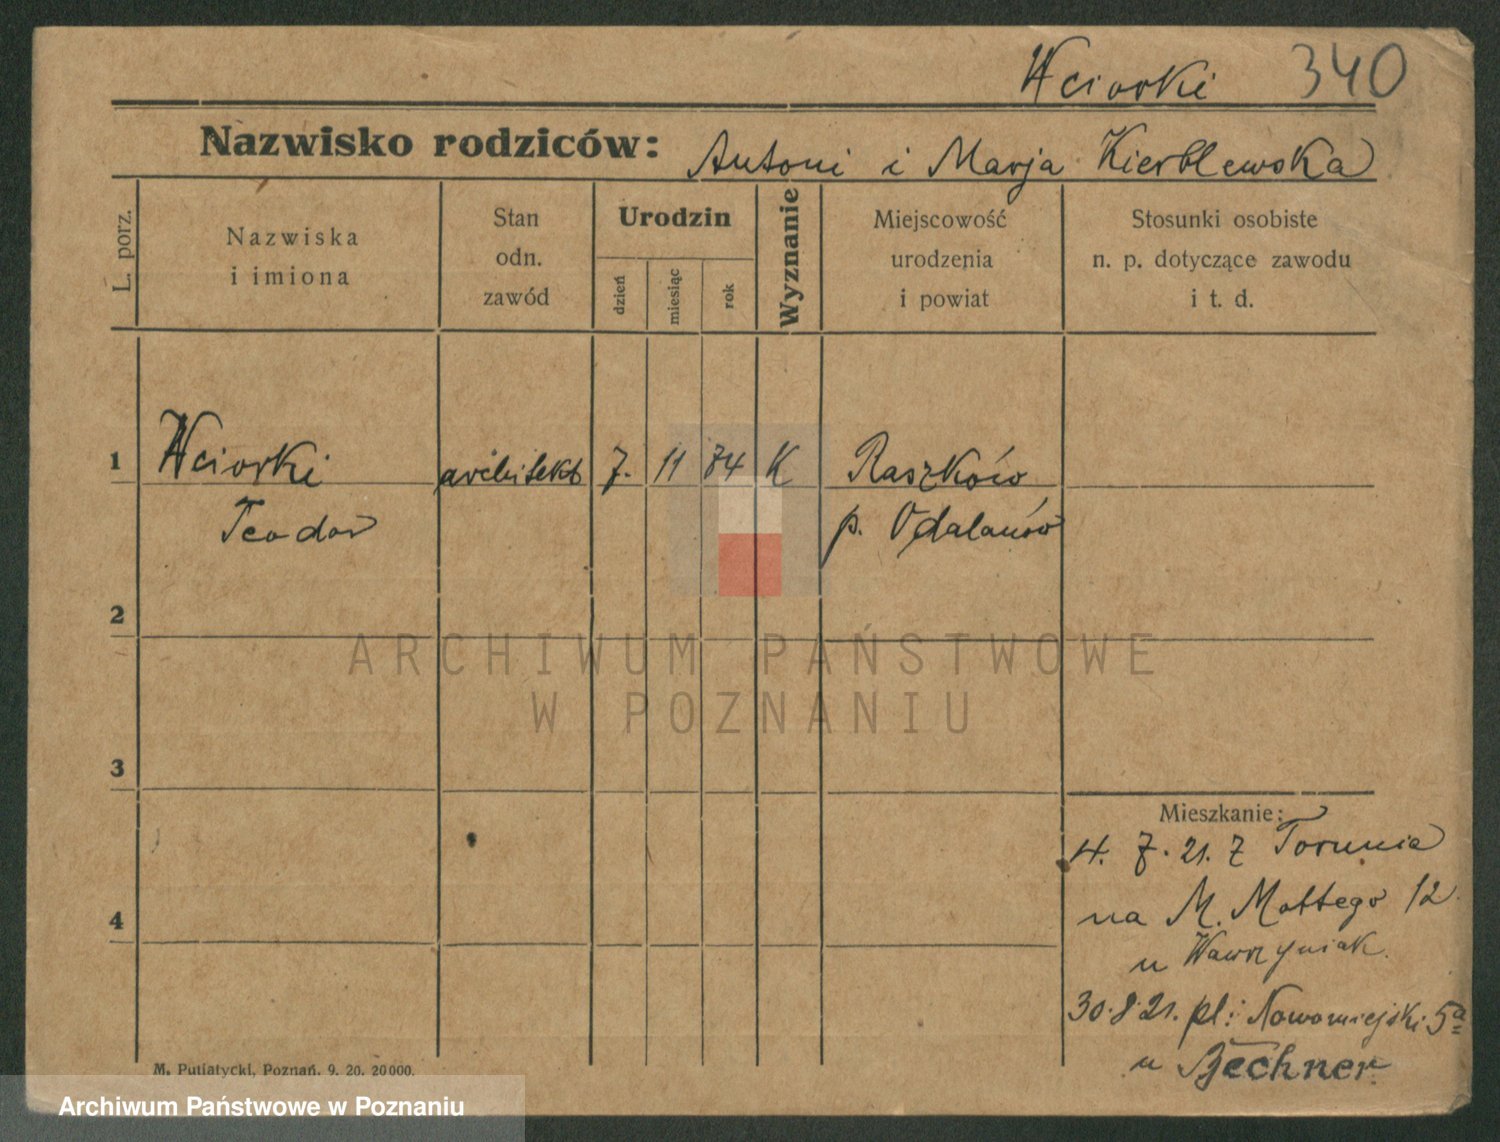 Wciorki 340
Nazwisko rodziców: Antoni i Marja Kierblewska
L. porz.
Nazwiska
i imiona
Stan
odn.
zawód
Urodzin
dzień
miesiąc
rok
Wyznanie
Miejscowość
urodzenia
i powiat
Stosunki osobiste
n. p. dotyczące zawodu
i t. d.
1 Wciorki architekt 7. 11 84 K Raszków
Teodor p. Odalanów
2
3
4
Mieszkanie:
4. 7. 21. Z Torunia
na M. Mottego 12.
u Wawrzyniak.
30.8.21. pl: Nowomiejski 5a
u Bechner
M. Putiatycki, Poznań. 9. 20. 20000.
ARCHIWUM PAŃSTWOWE
W POZNANIU
Archiwum Państwowe w Poznaniu